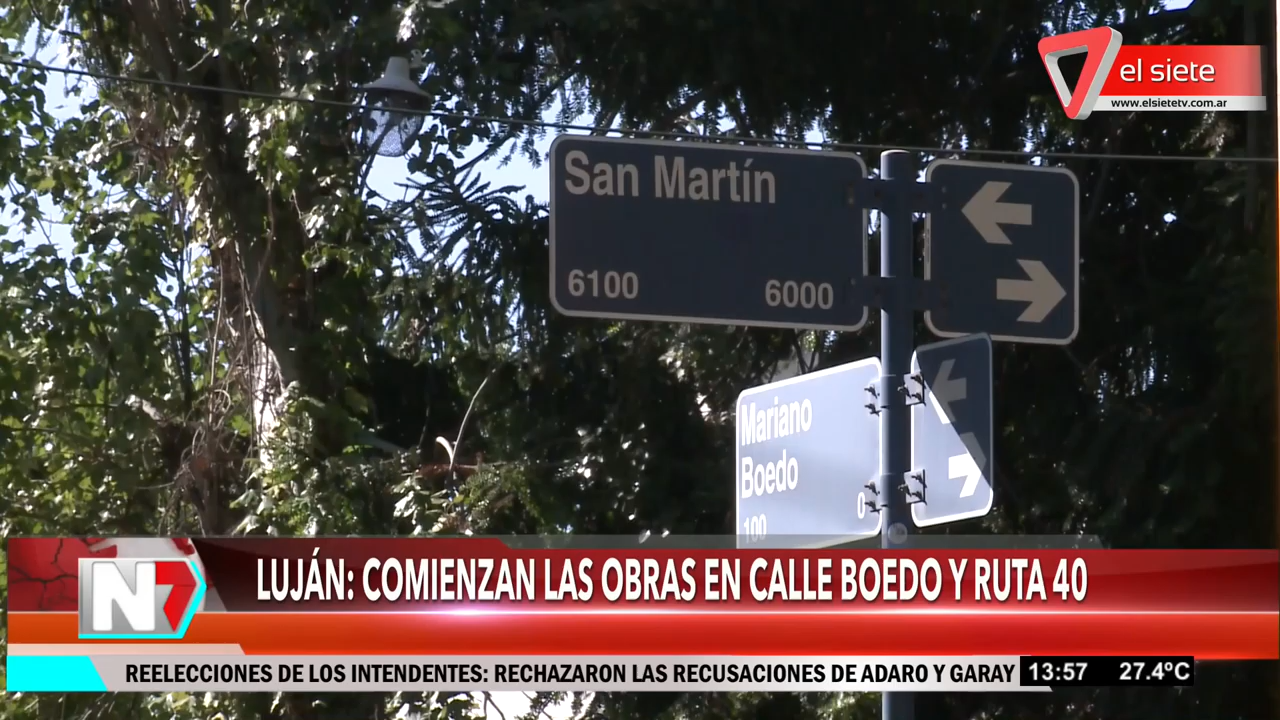 el siete
www.elsietetv.com.ar
San Martín
6100 6000
Mariano
Boedo
100 0
N7
LUJÁN: COMIENZAN LAS OBRAS EN CALLE BOEDO Y RUTA 40
REELECCIONES DE LOS INTENDENTES: RECHAZARON LAS RECUSACIONES DE ADARO Y GARAY
13:57 27.4ºC